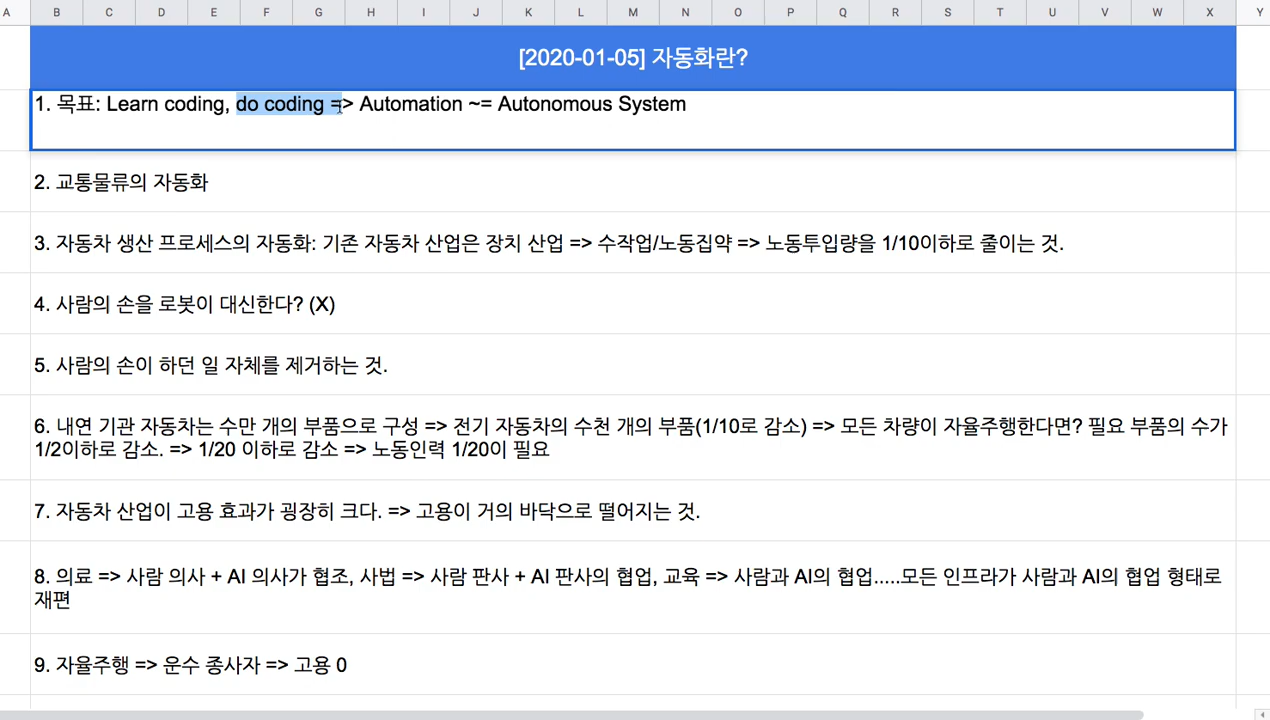 A B C D E F G H I J K L M N O P Q R S T U V W X Y
[2020-01-05] 자동화란?
1. 목표: Learn coding, do coding => Automation ~= Autonomous System
2. 교통물류의 자동화
3. 자동차 생산 프로세스의 자동화: 기존 자동차 산업은 장치 산업 => 수작업/노동집약 => 노동투입량을 1/10이하로 줄이는 것.
4. 사람의 손을 로봇이 대신한다? (X)
5. 사람의 손이 하던 일 자체를 제거하는 것.
6. 내연 기관 자동차는 수만 개의 부품으로 구성 => 전기 자동차의 수천 개의 부품(1/10로 감소) => 모든 차량이 자율주행한다면? 필요 부품의 수가
1/2이하로 감소. => 1/20 이하로 감소 => 노동인력 1/20이 필요
7. 자동차 산업이 고용 효과가 굉장히 크다. => 고용이 거의 바닥으로 떨어지는 것.
8. 의료 => 사람 의사 + AI 의사가 협조, 사법 => 사람 판사 + AI 판사의 협업, 교육 => 사람과 AI의 협업.....모든 인프라가 사람과 AI의 협업 형태로
재편
9. 자율주행 => 운수 종사자 => 고용 0